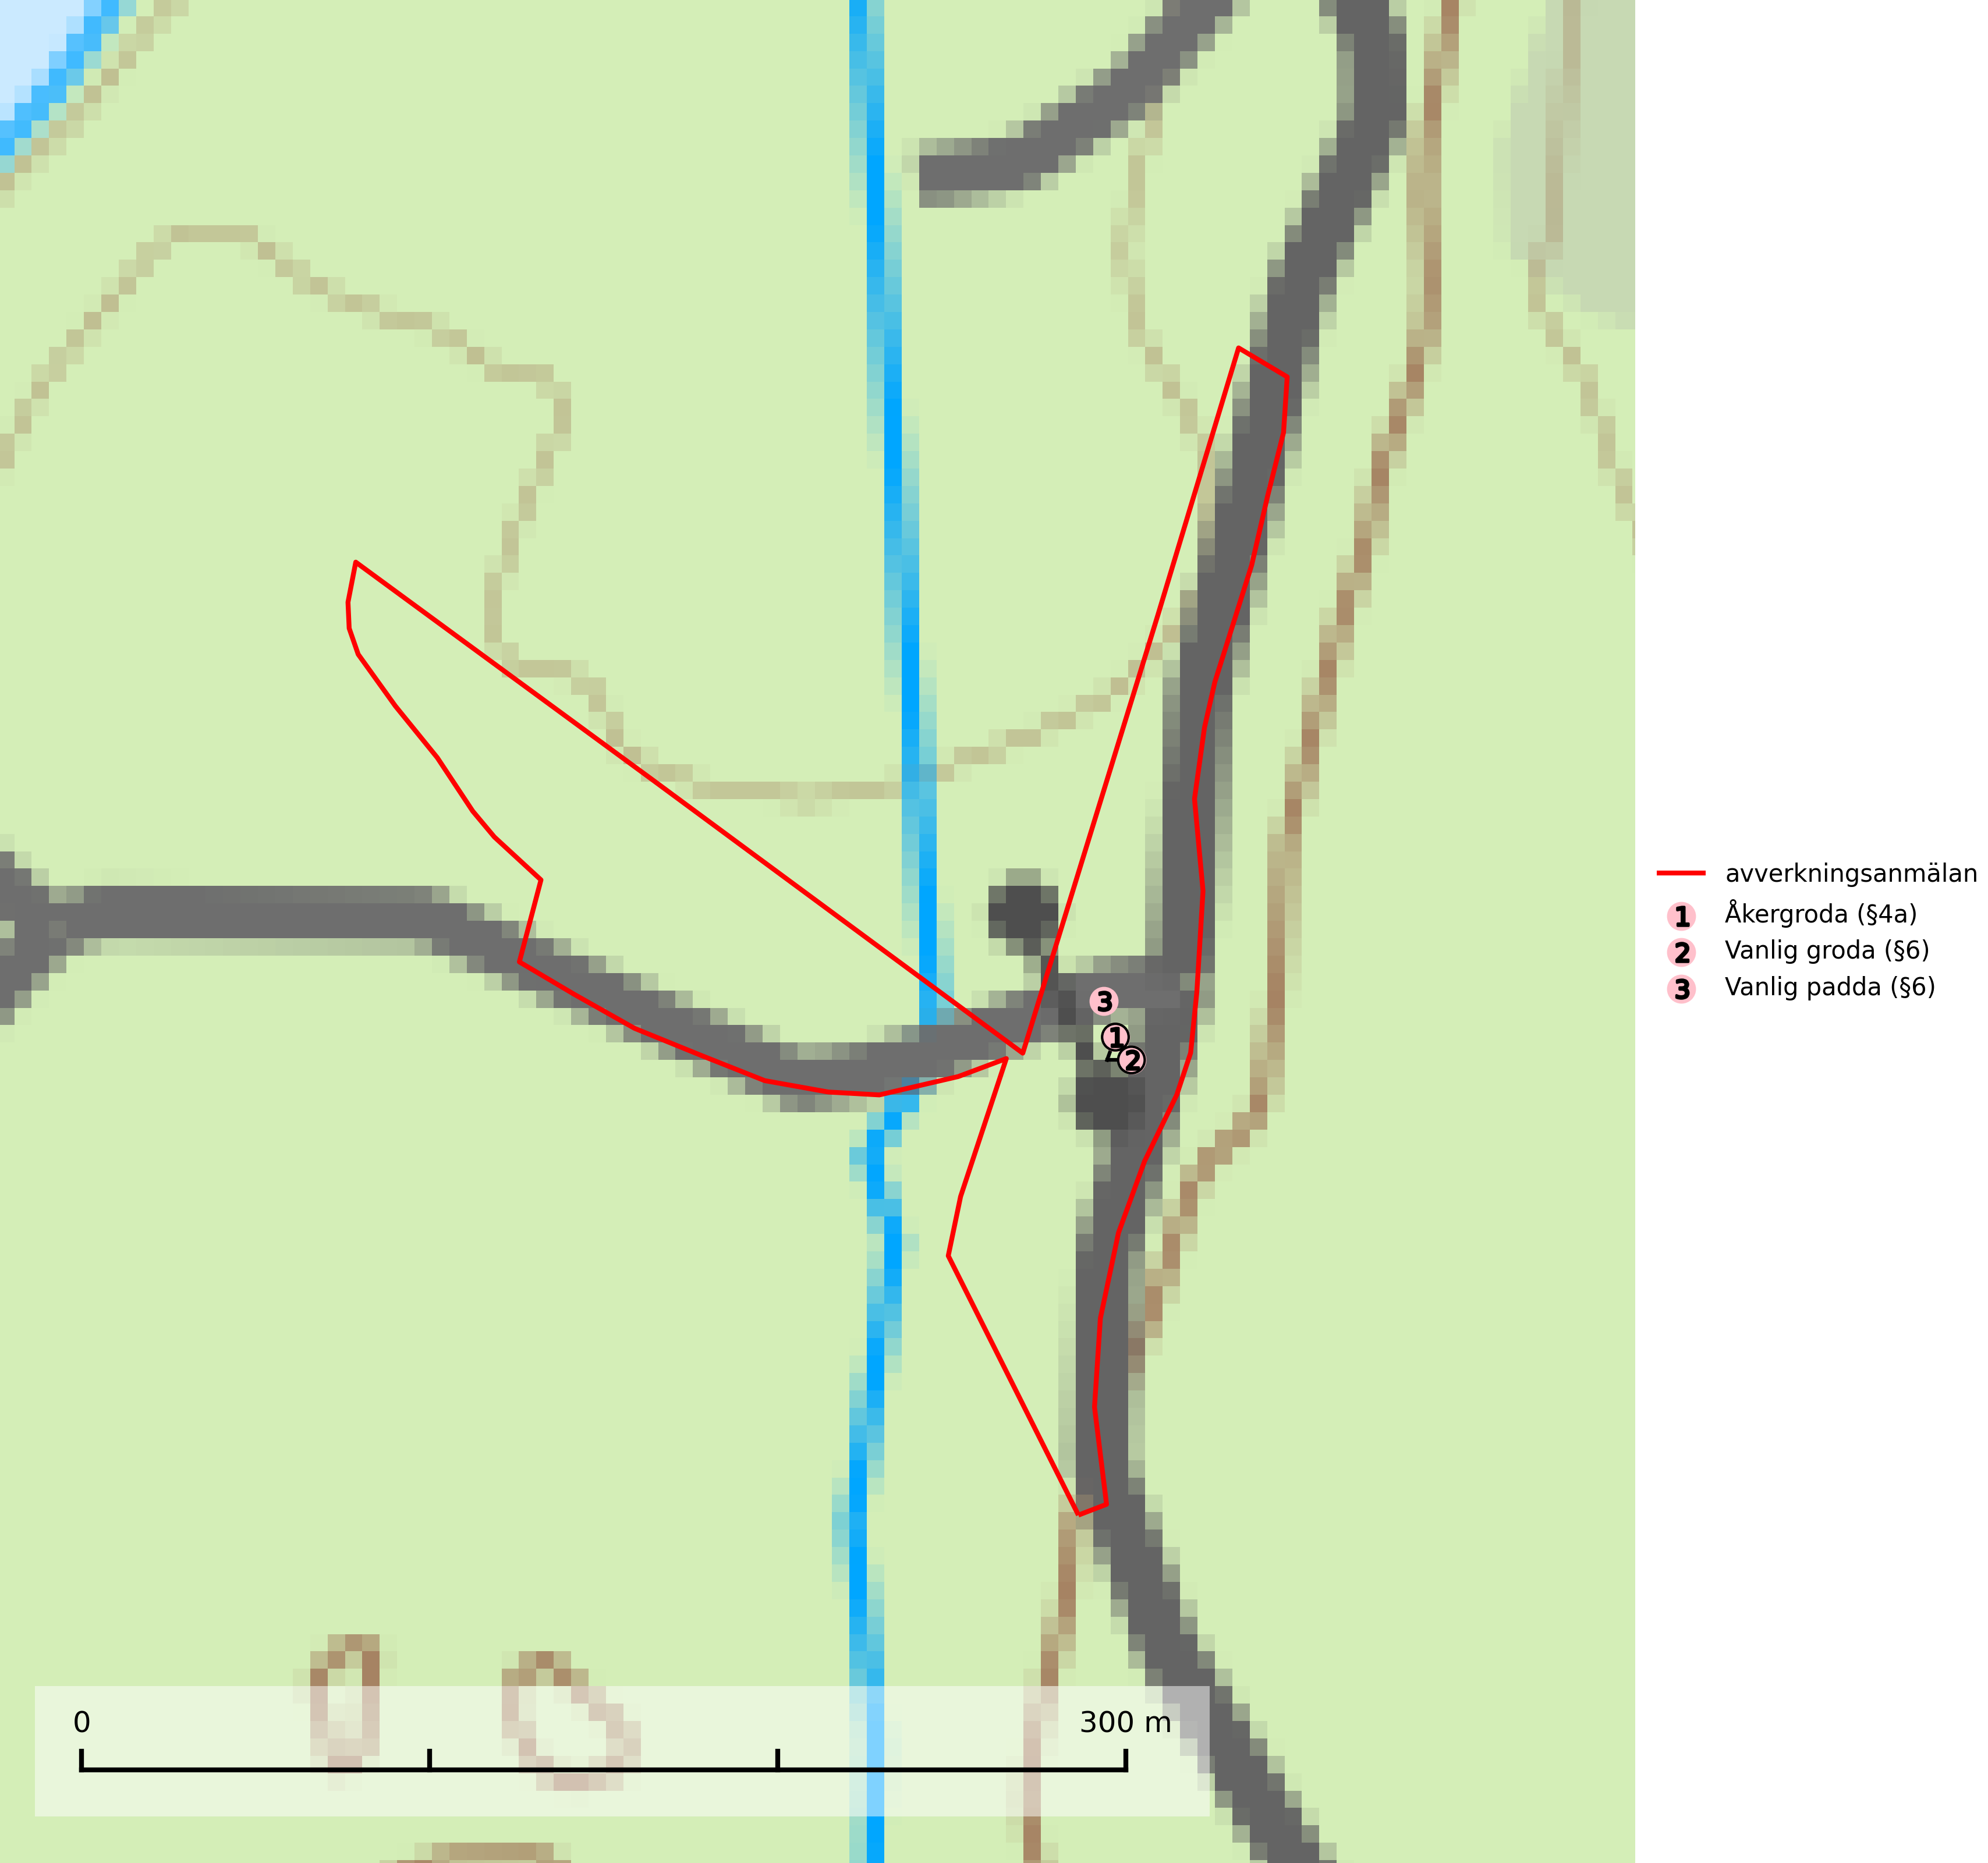 avverkningsanmälan
1 Åkergroda (§4a)
2 Vanlig groda (§6)
3 Vanlig padda (§6)
3
1
2
0 300 m